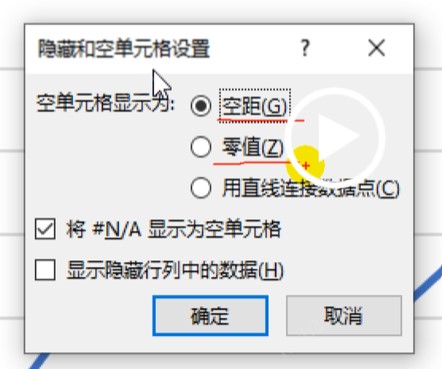 隐藏和空单元格设置
空单元格显示为:
空距(G)
零值(Z)
用直线连接数据点(C)
将 #N/A 显示为空单元格
显示隐藏行列中的数据(H)
确定
取消